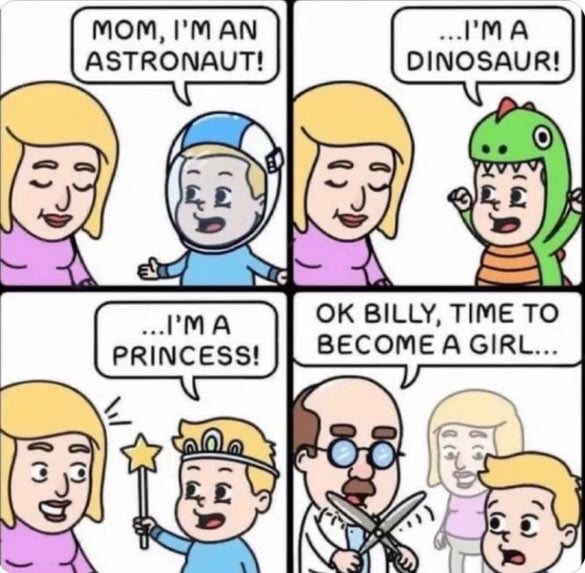 MOM, I'M AN
ASTRONAUT!
...I'M A
DINOSAUR!
...I'M A
PRINCESS!
OK BILLY, TIME TO
BECOME A GIRL...